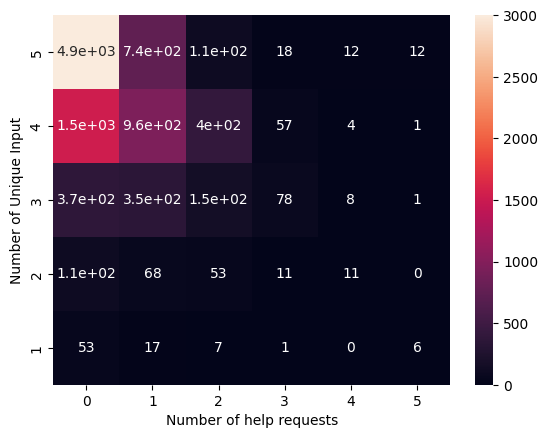 5 4.9e+03 7.4e+02 1.1e+02 18 12 12
4 1.5e+03 9.6e+02 4e+02 57 4 1
3 3.7e+02 3.5e+02 1.5e+02 78 8 1
2 1.1e+02 68 53 11 11 0
1 53 17 7 1 0 6
0 1 2 3 4 5
Number of help requests
Number of Unique Input
3000
2500
2000
1500
1000
500
0